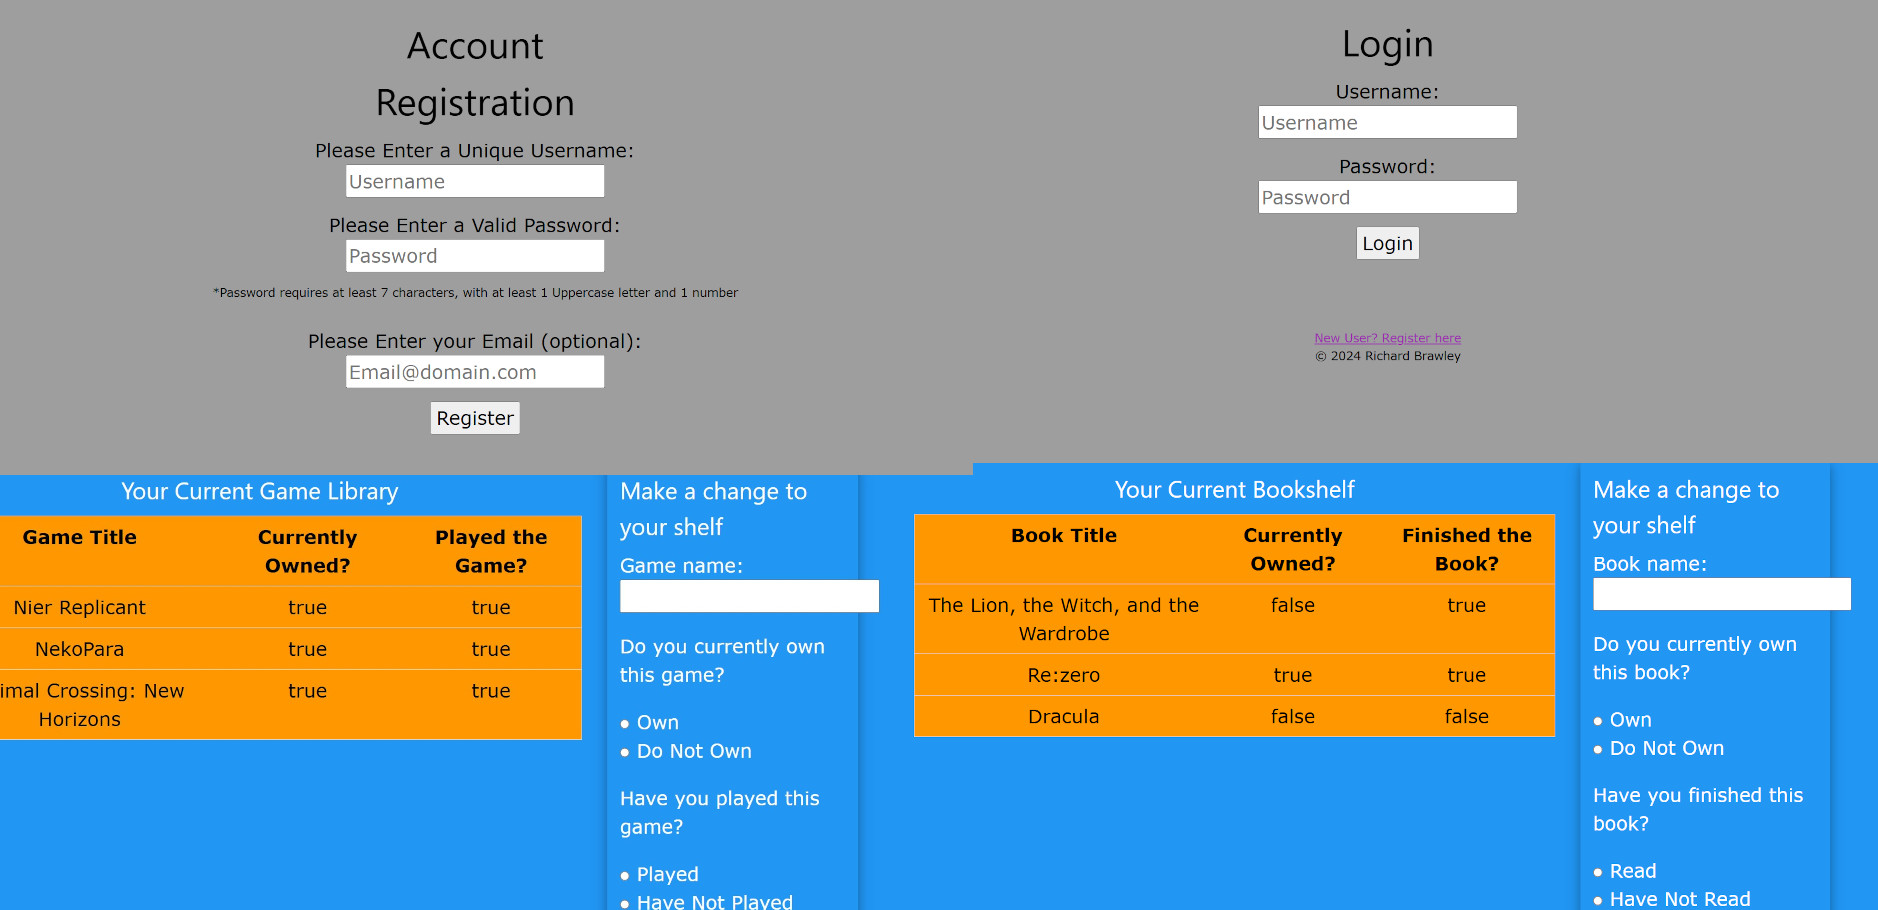 Account
Registration
Please Enter a Unique Username:
Username
Please Enter a Valid Password:
Password
*Password requires at least 7 characters, with at least 1 Uppercase letter and 1 number
Please Enter your Email (optional):
Email@domain.com
Register
Login
Username:
Username
Password:
Password
Login
New User? Register here
© 2024 Richard Brawley
Your Current Game Library
Game Title Currently Owned? Played the Game?
Nier Replicant true true
NekoPara true true
imal Crossing: New true true
Horizons
Make a change to
your shelf
Game name:
Do you currently own
this game?
Own
Do Not Own
Have you played this
game?
Played
Have Not Played
Your Current Bookshelf
Book Title Currently Owned? Finished the Book?
The Lion, the Witch, and the false true
Wardrobe
Re:zero true true
Dracula false false
Make a change to
your shelf
Book name:
Do you currently own
this book?
Own
Do Not Own
Have you finished this
book?
Read
Have Not Read